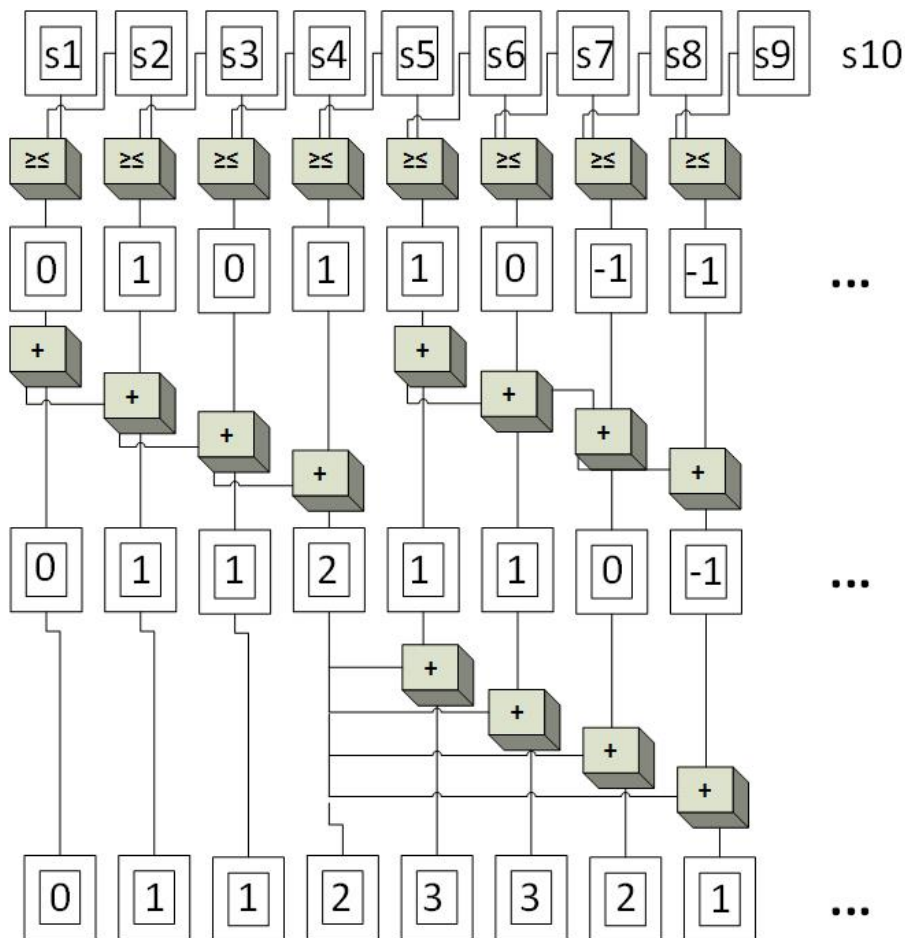 s1 s2 s3 s4 s5 s6 s7 s8 s9 s10
≥≤ ≥≤ ≥≤ ≥≤ ≥≤ ≥≤ ≥≤ ≥≤
0 1 0 1 1 0 -1 -1 ...
+ +
+ +
+ +
+ +
0 1 1 2 1 1 0 -1 ...
+
+
+
+
0 1 1 2 3 3 2 1 ...